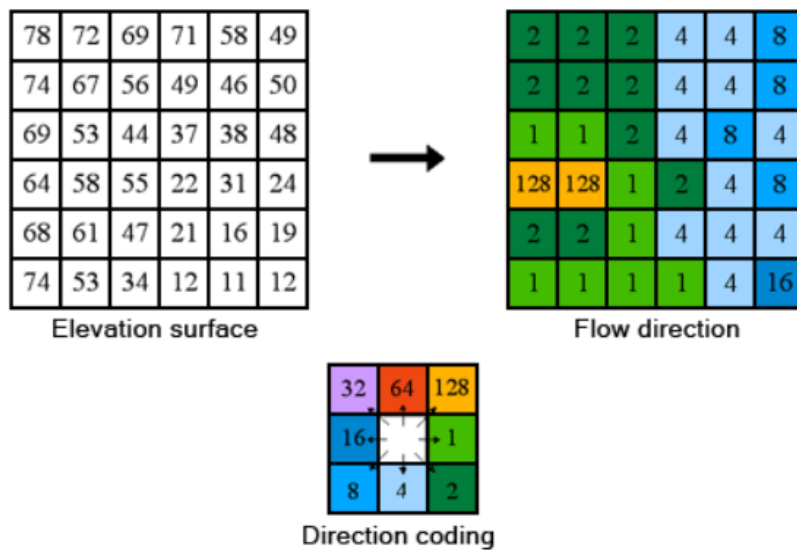 78 72 69 71 58 49
74 67 56 49 46 50
69 53 44 37 38 48
64 58 55 22 31 24
68 61 47 21 16 19
74 53 34 12 11 12
Elevation surface
2 2 2 4 4 8
2 2 2 4 4 8
1 1 2 4 8 4
128 128 1 2 4 8
2 2 1 4 4 4
1 1 1 1 4 16
Flow direction
32 64 128
16 1
8 4 2
Direction coding